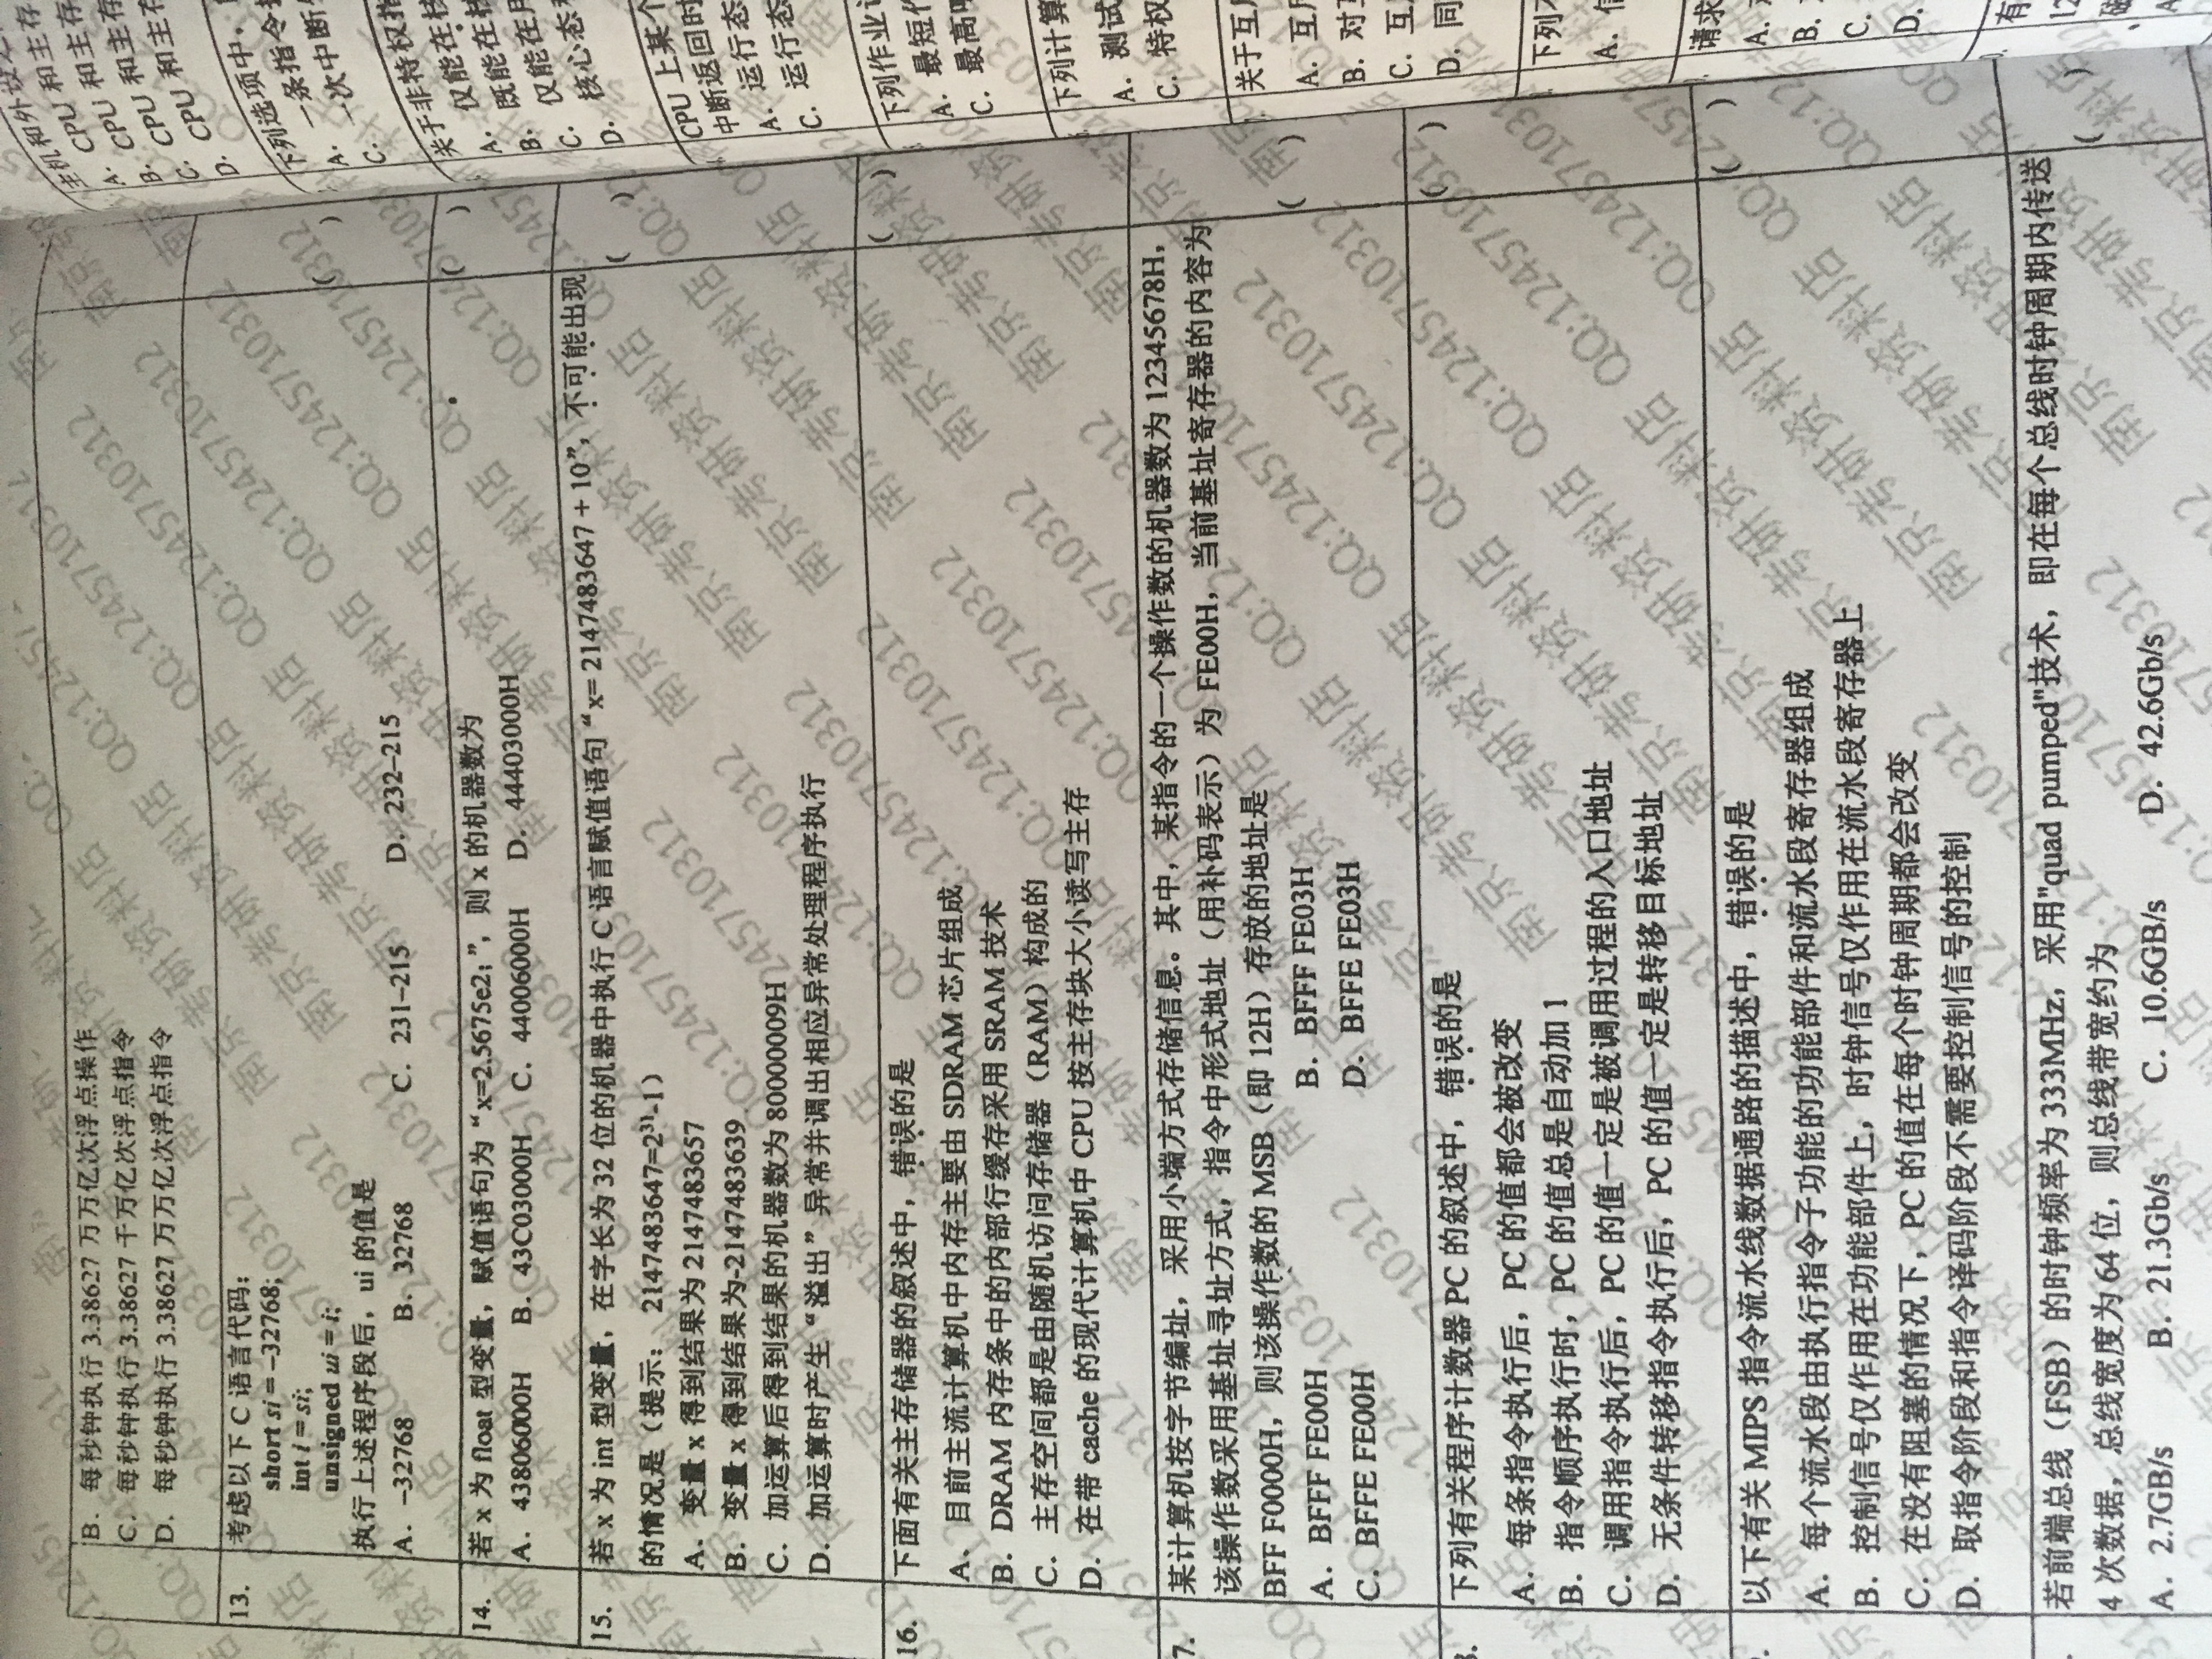 B. 每秒钟执行 3.38627 万万亿次浮点操作
C. 每秒钟执行 3.38627 千万亿次浮点指令
D. 每秒钟执行 3.38627 万万亿次浮点指令
13. 考虑以下 C 语言代码：
short si = –32768;
int i = si;
unsigned ui = i;
执行上述程序段后，ui 的值是 ( )
A. –32768 B. 32768 C. 231–215 D. 232–215
14. 若 x 为 float 型变量，赋值语句为“x=2.5675e2；”，则 x 的机器数为 ( )
A. 43806000H B. 43C03000H C. 44006000H D. 44403000H
15. 若 x 为 int 型变量，在字长为 32 位的机器中执行 C 语言赋值语句“x= 2147483647 + 10”，不可能出现
的情况是（提示： 2147483647=2³¹-1） ( )
A. 变量 x 得到结果为 2147483657
B. 变量 x 得到结果为-2147483639
C. 加运算后得到结果的机器数为 80000009H
D. 加运算时产生“溢出”异常并调出相应异常处理程序执行
16. 下面有关主存储器的叙述中，错误的是 ( )
A、目前主流计算机中内存主要由 SDRAM 芯片组成
B. DRAM 内存条中的内部行缓存采用 SRAM 技术
C. 主存空间都是由随机访问存储器（RAM）构成的
D. 在带 cache 的现代计算机中 CPU 按主存块大小读写主存
7. 某计算机按字节编址，采用小端方式存储信息。其中，某指令的一个操作数的机器数为 12345678H，
该操作数采用基址寻址方式，指令中形式地址（用补码表示）为 FE00H，当前基址寄存器的内容为
BFF F0000H，则该操作数的 MSB（即 12H）存放的地址是 ( )
A. BFFF FE00H B. BFFF FE03H
C. BFFE FE00H D. BFFE FE03H
下列有关程序计数器 PC 的叙述中，错误的是 ( )
A. 每条指令执行后，PC 的值都会被改变
B. 指令顺序执行时，PC 的值总是自动加 1
C. 调用指令执行后，PC 的值一定是被调用过程的入口地址
D. 无条件转移指令执行后，PC 的值一定是转移目标地址
以下有关 MIPS 指令流水线数据通路的描述中，错误的是 ( )
A. 每个流水段由执行指令子功能的功能部件和流水段寄存器组成
B. 控制信号仅作用在功能部件上，时钟信号仅作用在流水段寄存器上
C. 在没有阻塞的情况下，PC 的值在每个时钟周期都会改变
D. 取指令阶段和指令译码阶段不需要控制信号的控制
若前端总线（FSB）的时钟频率为 333MHz，采用"quad pumped"技术，即在每个总线时钟周期内传送
4 次数据，总线宽度为 64 位，则总线带宽约为 ( )
A. 2.7GB/s B. 21.3Gb/s C. 10.6GB/s D. 42.6Gb/s
主机和外设之
A. CPU 和主存
B. CPU 和主存
C. CPU 和主存
D. CPU 和主存
下列选项中，
A. 一条指令
C. 一次中断
关于非特权指
A. 仅能在核
B. 既能在核
C. 仅能在用
D. 核心态
CPU 上某个
中断返回时
A. 运行态
C. 运行态
下列作业
A. 最短作
C. 最高响
下列计算
A. 测试
C. 特权
关于互
A. 互
B. 对
C. 互
D. 同
下列不
A. 信
请求
A.
B.
C.
D.
有
12
磁
A
南京考研资料店 QQ:1245710312